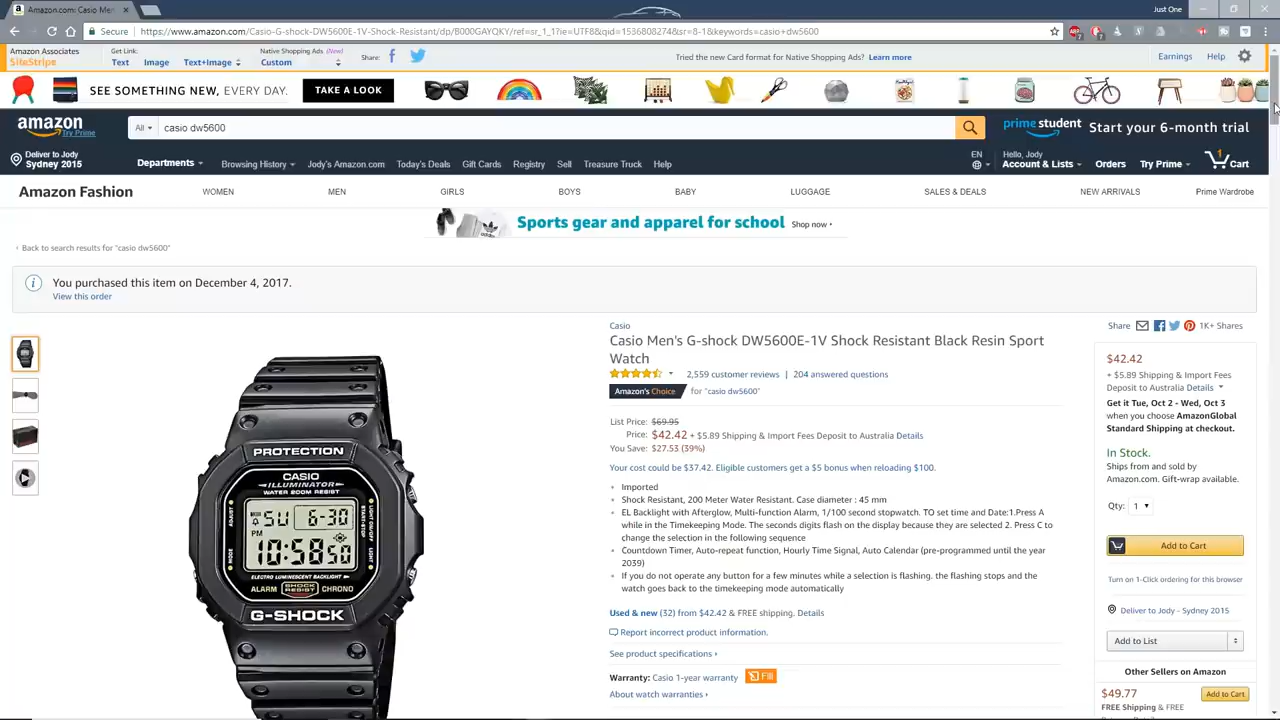 Amazon.com: Casio Men's
Just One
Secure
https://www.amazon.com/Casio-G-shock-DW5600E-1V-Shock-Resistant/dp/B000GAYQKY/ref=sr_1_1?ie=UTF8&qid=1536808274&sr=8-1&keywords=casio+dw5600
Amazon Associates
SiteStripe
Get Link:
Text
Image
Text+Image
Native Shopping Ads (New)
Custom
Share:
Tried the new Card format for Native Shopping Ads? Learn more
Earnings
Help
SEE SOMETHING NEW, EVERY DAY.
TAKE A LOOK
amazon
Try Prime
All
casio dw5600
prime student
Start your 6-month trial
Deliver to Jody
Sydney 2015
Departments
Browsing History
Jody's Amazon.com
Today's Deals
Gift Cards
Registry
Sell
Treasure Truck
Help
EN
Hello, Jody
Account & Lists
Orders
Try Prime
1
Cart
Amazon Fashion
WOMEN
MEN
GIRLS
BOYS
BABY
LUGGAGE
SALES & DEALS
NEW ARRIVALS
Prime Wardrobe
Sports gear and apparel for school
Shop now ›
‹ Back to search results for "casio dw5600"
You purchased this item on December 4, 2017.
View this order
PROTECTION
CASIO
ILLUMINATOR
WATER 200M RESIST
ADJUST
MODE
START-STOP
LIGHT ON/OFF
LIGHT
SU 6-30
PM
10:58 50
ELECTRO LUMINESCENT BACKLIGHT
ALARM
SHOCK
RESIST
CHRONO
G-SHOCK
Casio
Casio Men's G-shock DW5600E-1V Shock Resistant Black Resin Sport
Watch
2,559 customer reviews | 204 answered questions
Amazon's Choice for "casio dw5600"
List Price: $69.95
Price: $42.42 + $5.89 Shipping & Import Fees Deposit to Australia Details
You Save: $27.53 (39%)
Your cost could be $37.42. Eligible customers get a $5 bonus when reloading $100.
Imported
Shock Resistant, 200 Meter Water Resistant. Case diameter : 45 mm
EL Backlight with Afterglow, Multi-function Alarm, 1/100 second stopwatch. TO set time and Date:1.Press A
while in the Timekeeping Mode. The seconds digits flash on the display because they are selected 2. Press C to
change the selection in the following sequence
Countdown Timer, Auto-repeat function, Hourly Time Signal, Auto Calendar (pre-programmed until the year
2039)
If you do not operate any button for a few minutes while a selection is flashing. the flashing stops and the
watch goes back to the timekeeping mode automatically
Used & new (32) from $42.42 & FREE shipping. Details
Report incorrect product information.
See product specifications ›
Warranty: Casio 1-year warranty
Fill
About watch warranties ›
Share
1K+ Shares
$42.42
+ $5.89 Shipping & Import Fees
Deposit to Australia Details
Get it Tue, Oct 2 - Wed, Oct 3
when you choose AmazonGlobal
Standard Shipping at checkout.
In Stock.
Ships from and sold by
Amazon.com. Gift-wrap available.
Qty: 1
Add to Cart
Turn on 1-Click ordering for this browser
Deliver to Jody - Sydney 2015
Add to List
Other Sellers on Amazon
$49.77
Add to Cart
FREE Shipping & FREE